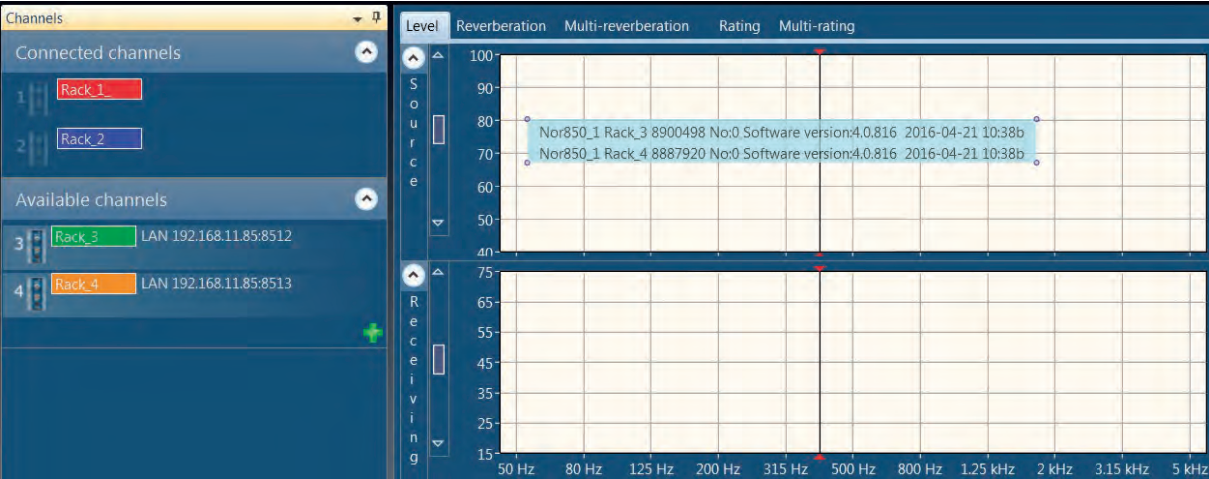 Channels
Connected channels
1 Rack_1_
2 Rack_2
Available channels
3 Rack_3 LAN 192.168.11.85:8512
4 Rack_4 LAN 192.168.11.85:8513
Level Reverberation Multi-reverberation Rating Multi-rating
Source
100
90
80
70
60
50
40
Nor850_1 Rack_3 8900498 No:0 Software version:4.0.816 2016-04-21 10:38b
Nor850_1 Rack_4 8887920 No:0 Software version:4.0.816 2016-04-21 10:38b
Receiving
75
65
55
45
35
25
15
50 Hz 80 Hz 125 Hz 200 Hz 315 Hz 500 Hz 800 Hz 1.25 kHz 2 kHz 3.15 kHz 5 kHz